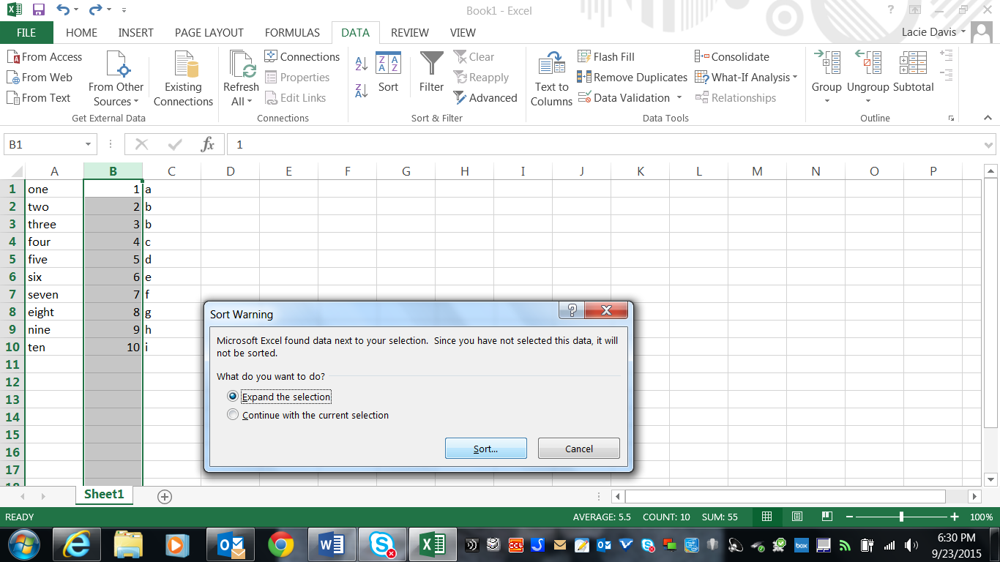 Book1 - Excel
?
FILE HOME INSERT PAGE LAYOUT FORMULAS DATA REVIEW VIEW Lacie Davis
From Access
From Web
From Text
From Other
Sources
Existing
Connections
Get External Data
Refresh
All
Connections
Properties
Edit Links
Connections
A
Z
Z
A
Z A
A Z
Sort
Filter
Clear
Reapply
Advanced
Sort & Filter
Text to
Columns
Flash Fill
Remove Duplicates
Data Validation
Consolidate
What-If Analysis
Relationships
Data Tools
Group
Ungroup
Subtotal
Outline
B1 fx 1
A B C D E F G H I J K L M N O P
1 one 1 a
2 two 2 b
3 three 3 b
4 four 4 c
5 five 5 d
6 six 6 e
7 seven 7 f
8 eight 8 g
9 nine 9 h
10 ten 10 i
11
12
13
14
15
16
17
18
Sort Warning
?
Microsoft Excel found data next to your selection. Since you have not selected this data, it will
not be sorted.
What do you want to do?
Expand the selection
Continue with the current selection
Sort... Cancel
Sheet1
READY AVERAGE: 5.5 COUNT: 10 SUM: 55 100%
box
6:30 PM
9/23/2015